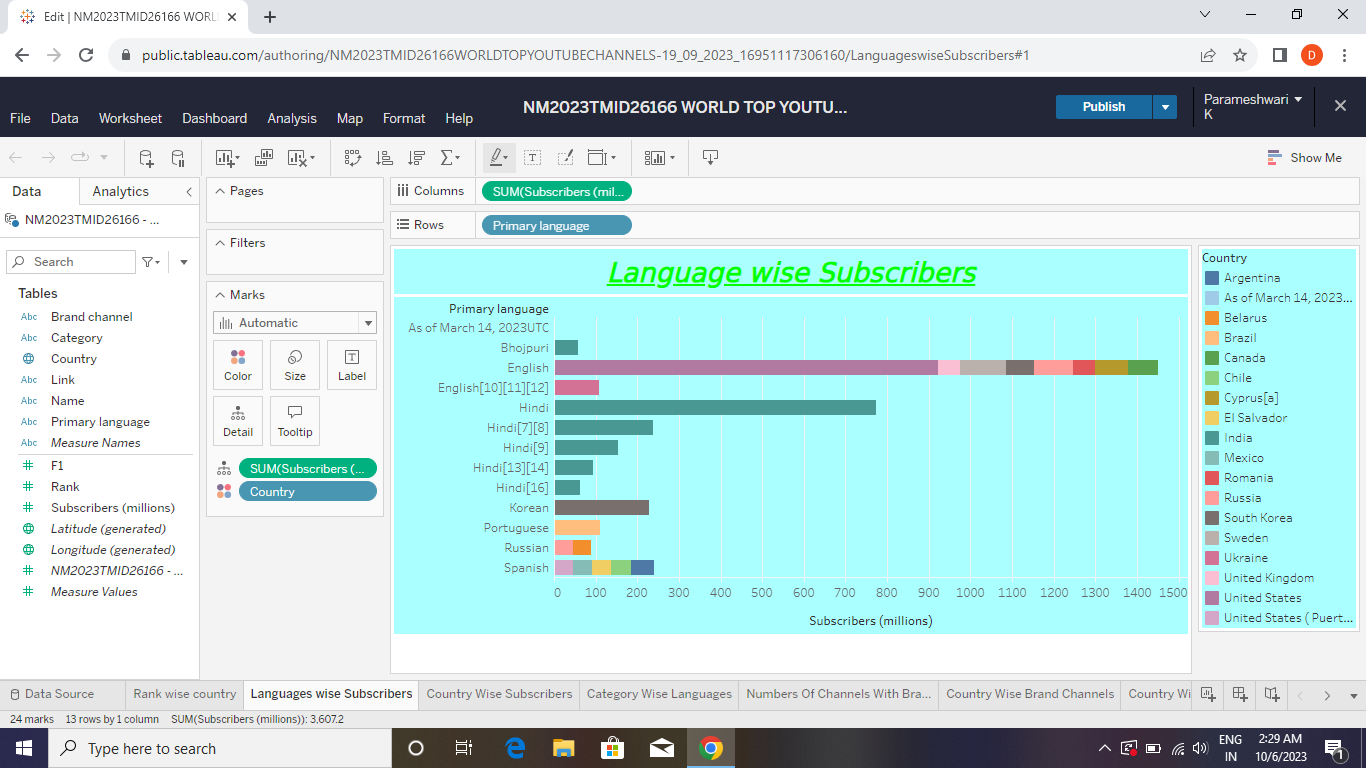 Edit | NM2023TMID26166 WORL
public.tableau.com/authoring/NM2023TMID26166WORLDTOPYOUTUBECHANNELS-19_09_2023_16951117306160/LanguageswiseSubscribers#1
D
NM2023TMID26166 WORLD TOP YOUTU...
Publish
Parameshwari
K
File Data Worksheet Dashboard Analysis Map Format Help
Show Me
Data Analytics
NM2023TMID26166 - ...
Search
Tables
Abc Brand channel
Abc Category
Country
Abc Link
Abc Name
Abc Primary language
Abc Measure Names
F1
Rank
Subscribers (millions)
Latitude (generated)
Longitude (generated)
NM2023TMID26166 - ...
Measure Values
Pages
Filters
Marks
Automatic
Color Size Label
Detail Tooltip
SUM(Subscribers (...
Country
Columns SUM(Subscribers (mil...
Rows Primary language
Language wise Subscribers
Primary language
As of March 14, 2023UTC
Bhojpuri
English
English[10][11][12]
Hindi
Hindi[7][8]
Hindi[9]
Hindi[13][14]
Hindi[16]
Korean
Portuguese
Russian
Spanish
0 100 200 300 400 500 600 700 800 900 1000 1100 1200 1300 1400 1500
Subscribers (millions)
Country
Argentina
As of March 14, 2023...
Belarus
Brazil
Canada
Chile
Cyprus[a]
El Salvador
India
Mexico
Romania
Russia
South Korea
Sweden
Ukraine
United Kingdom
United States
United States ( Puert...
Data Source Rank wise country Languages wise Subscribers Country Wise Subscribers Category Wise Languages Numbers Of Channels With Bra... Country Wise Brand Channels Country Wi
24 marks 13 rows by 1 column SUM(Subscribers (millions)): 3,607.2
Type here to search
ENG
IN
2:29 AM
10/6/2023
1